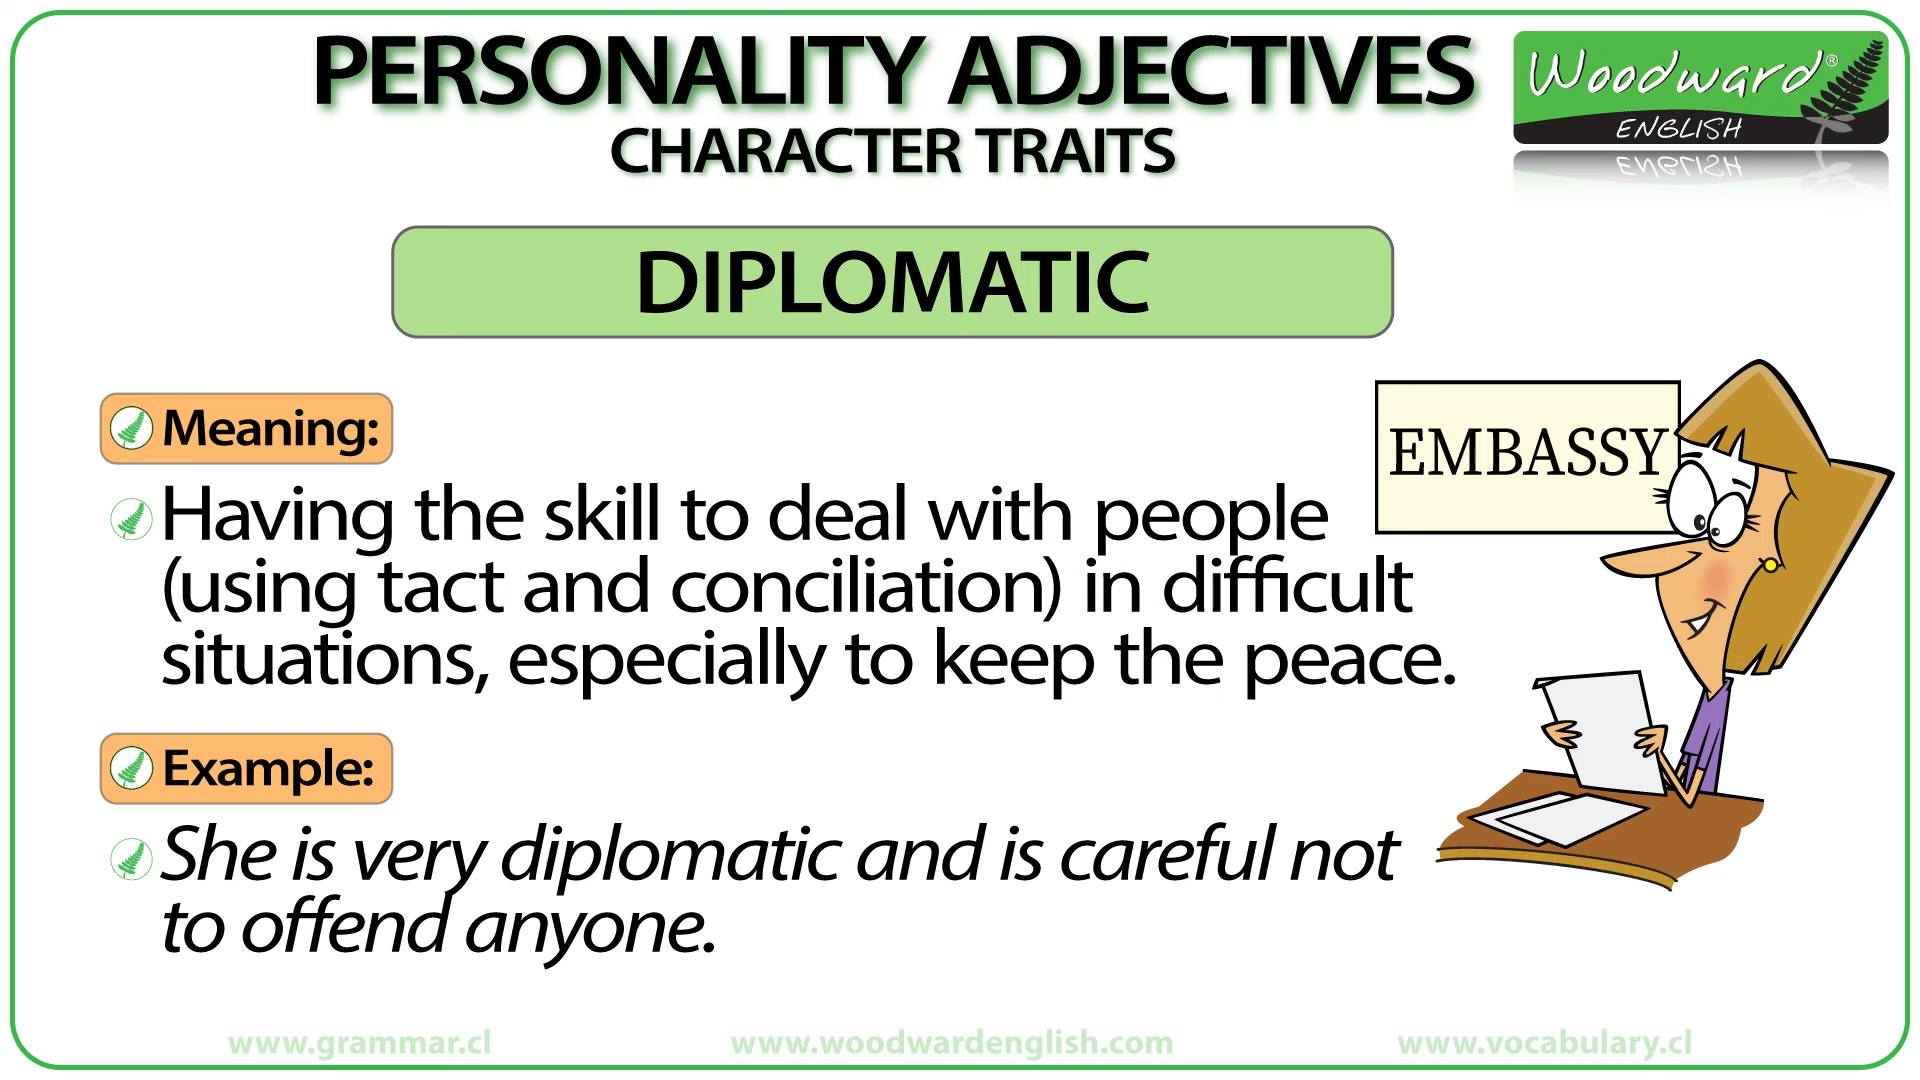 PERSONALITY ADJECTIVES
CHARACTER TRAITS
Woodward®
ENGLISH
DIPLOMATIC
Meaning:
Having the skill to deal with people
(using tact and conciliation) in difficult
situations, especially to keep the peace.
EMBASSY
Example:
She is very diplomatic and is careful not
to offend anyone.
www.grammar.cl
www.woodwardenglish.com
www.vocabulary.cl